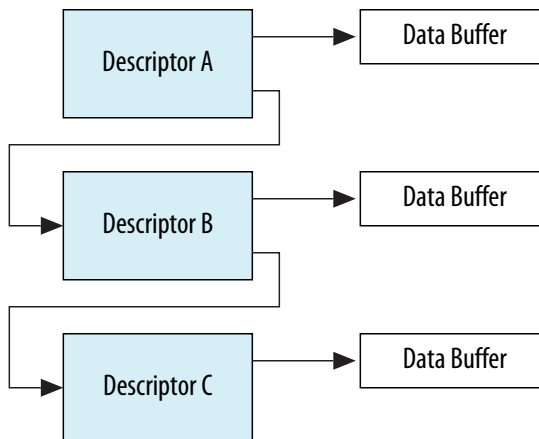 Descriptor A
Data Buffer
Descriptor B
Data Buffer
Descriptor C
Data Buffer